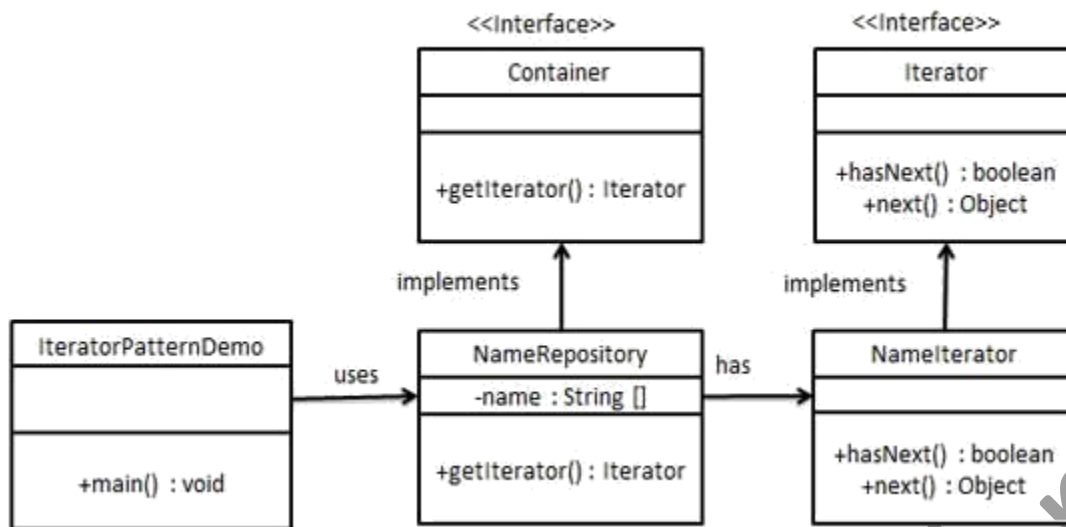 <<Interface>>
Container
+getIterator() : Iterator
<<Interface>>
Iterator
+hasNext() : boolean
+next() : Object
implements
implements
IteratorPatternDemo
+main() : void
uses
NameRepository
-name : String []
+getIterator() : Iterator
has
NameIterator
+hasNext() : boolean
+next() : Object